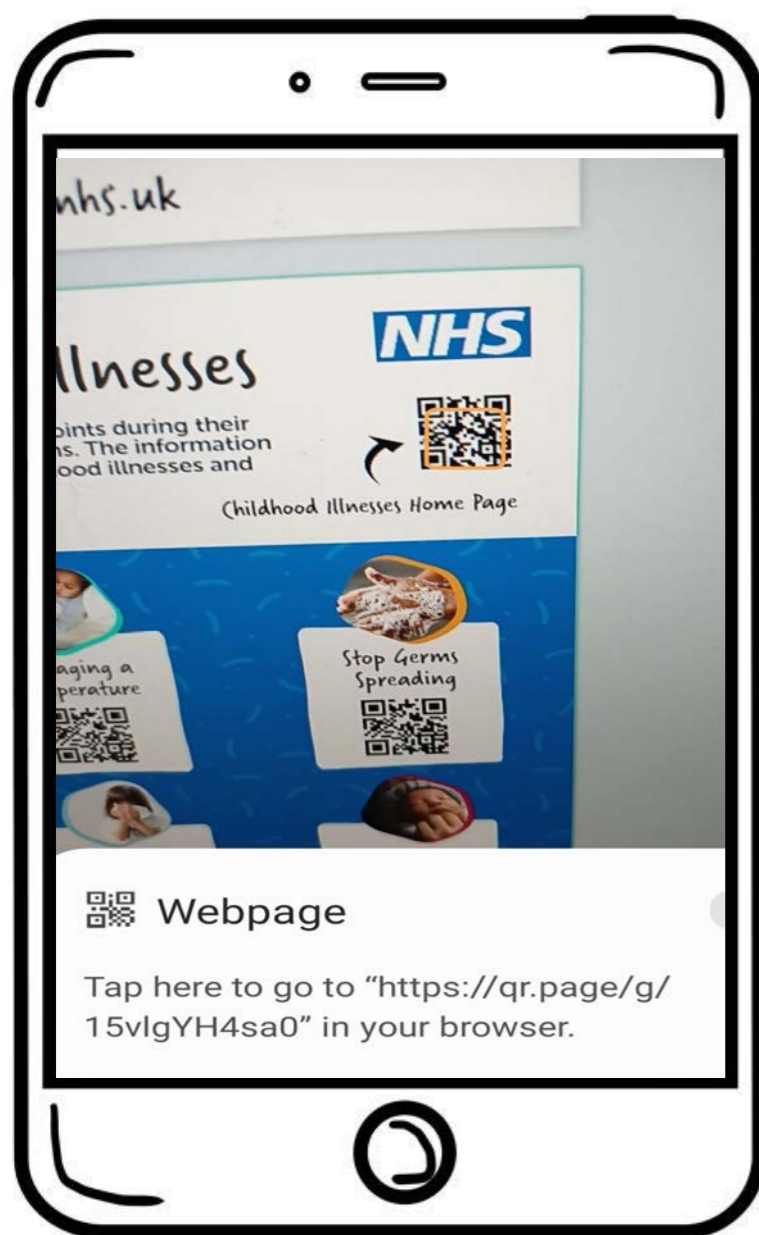 nhs.uk
llnesses
NHS
oints during their
ns. The information
ood illnesses and
Childhood Illnesses Home Page
aging a
perature
Stop Germs
Spreading
Webpage
Tap here to go to “https://qr.page/g/
15vlgYH4sa0” in your browser.